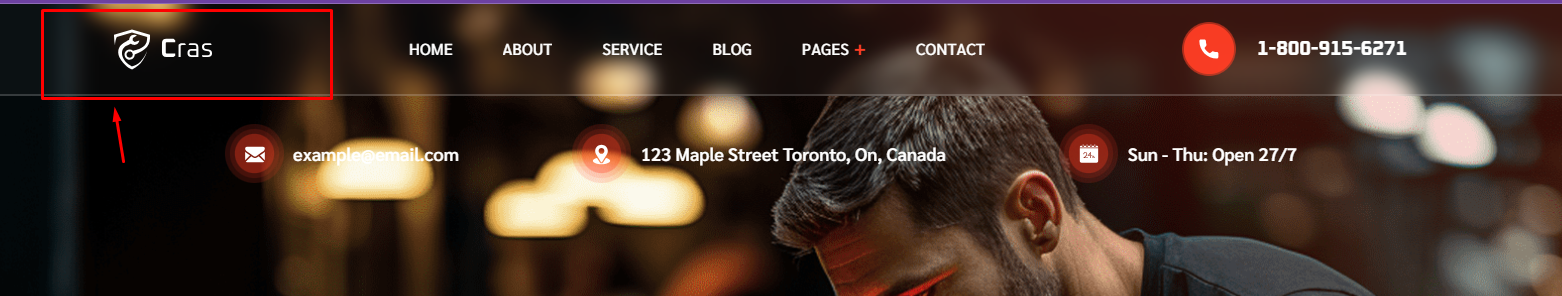 Cras
HOME ABOUT SERVICE BLOG PAGES + CONTACT
1-800-915-6271
example@email.com
123 Maple Street Toronto, On, Canada
24
Sun - Thu: Open 27/7